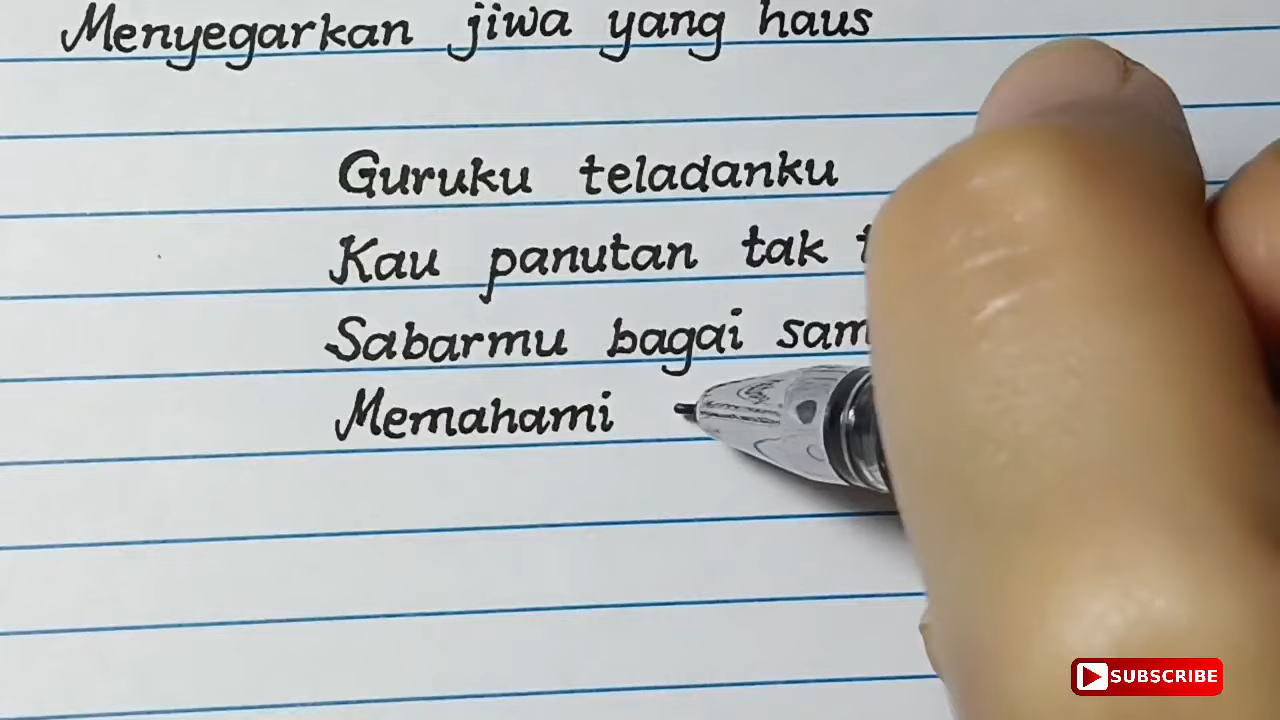 Menyegarkan jiwa yang haus
Guruku teladanku
Kau panutan tak
Sabarmu bagai
Memahami
SUBSCRIBE